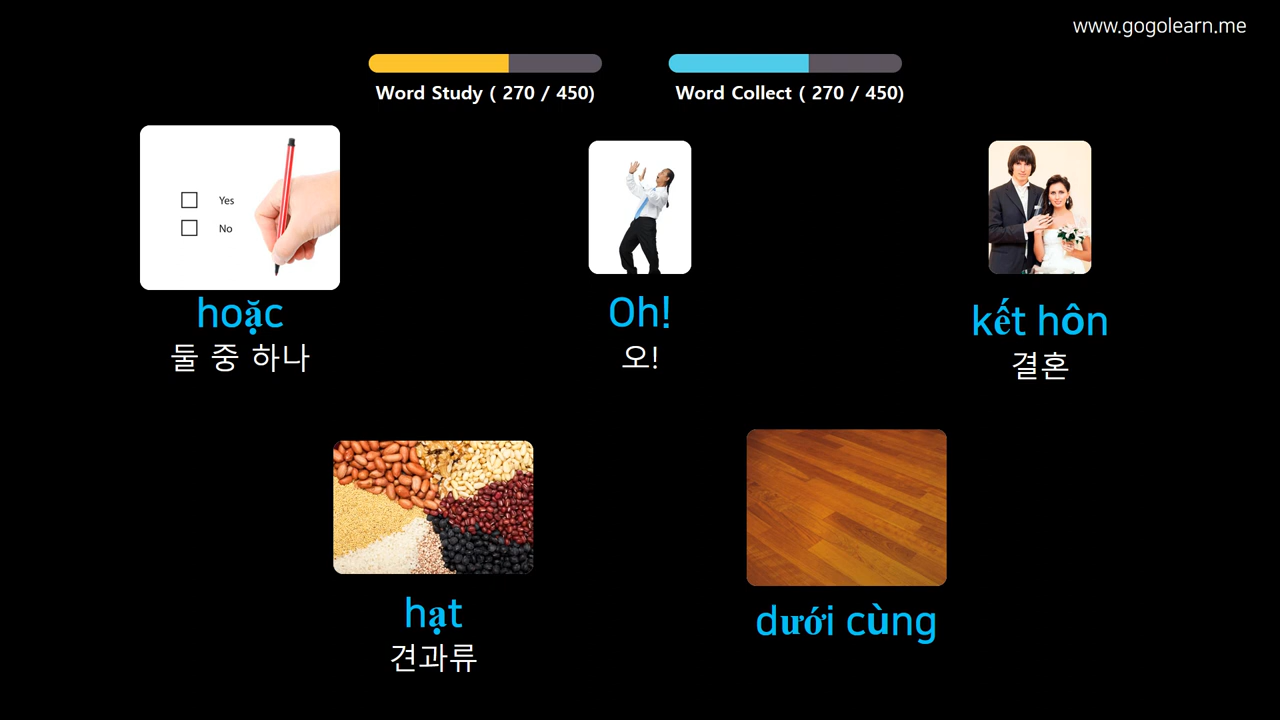 www.gogolearn.me
Word Study ( 270 / 450)
Word Collect ( 270 / 450)
Yes
No
hoặc
둘 중 하나
Oh!
오!
kết hôn
결혼
hạt
견과류
dưới cùng